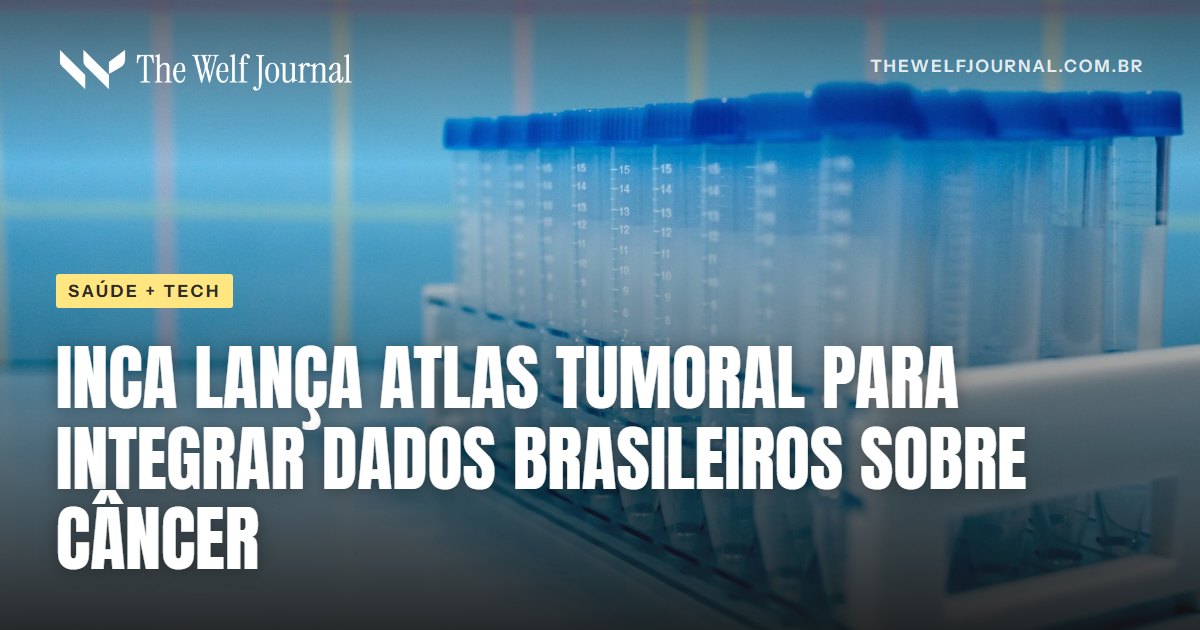 The Welf Journal
THEWELFJOURNAL.COM.BR
SAÚDE + TECH
INCA LANÇA ATLAS TUMORAL PARA
INTEGRAR DADOS BRASILEIROS SOBRE
CÂNCER